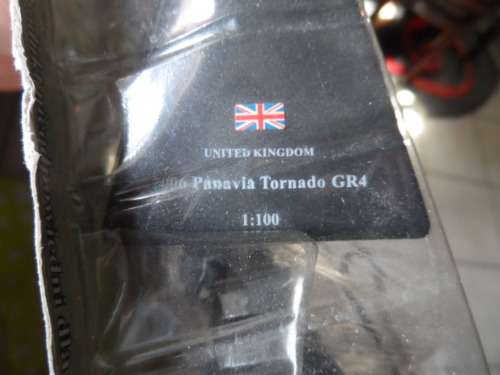 UNITED KINGDOM
Panavia Tornado GR4
1:100